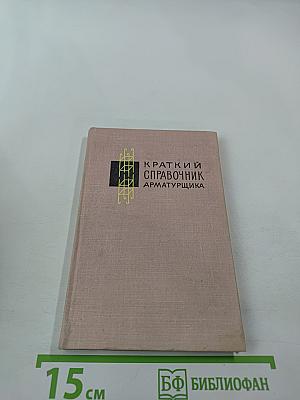 КРАТКИЙ
СПРАВОЧНИК
АРМАТУРЩИКА
15 см
БФ БИБЛИОФАН